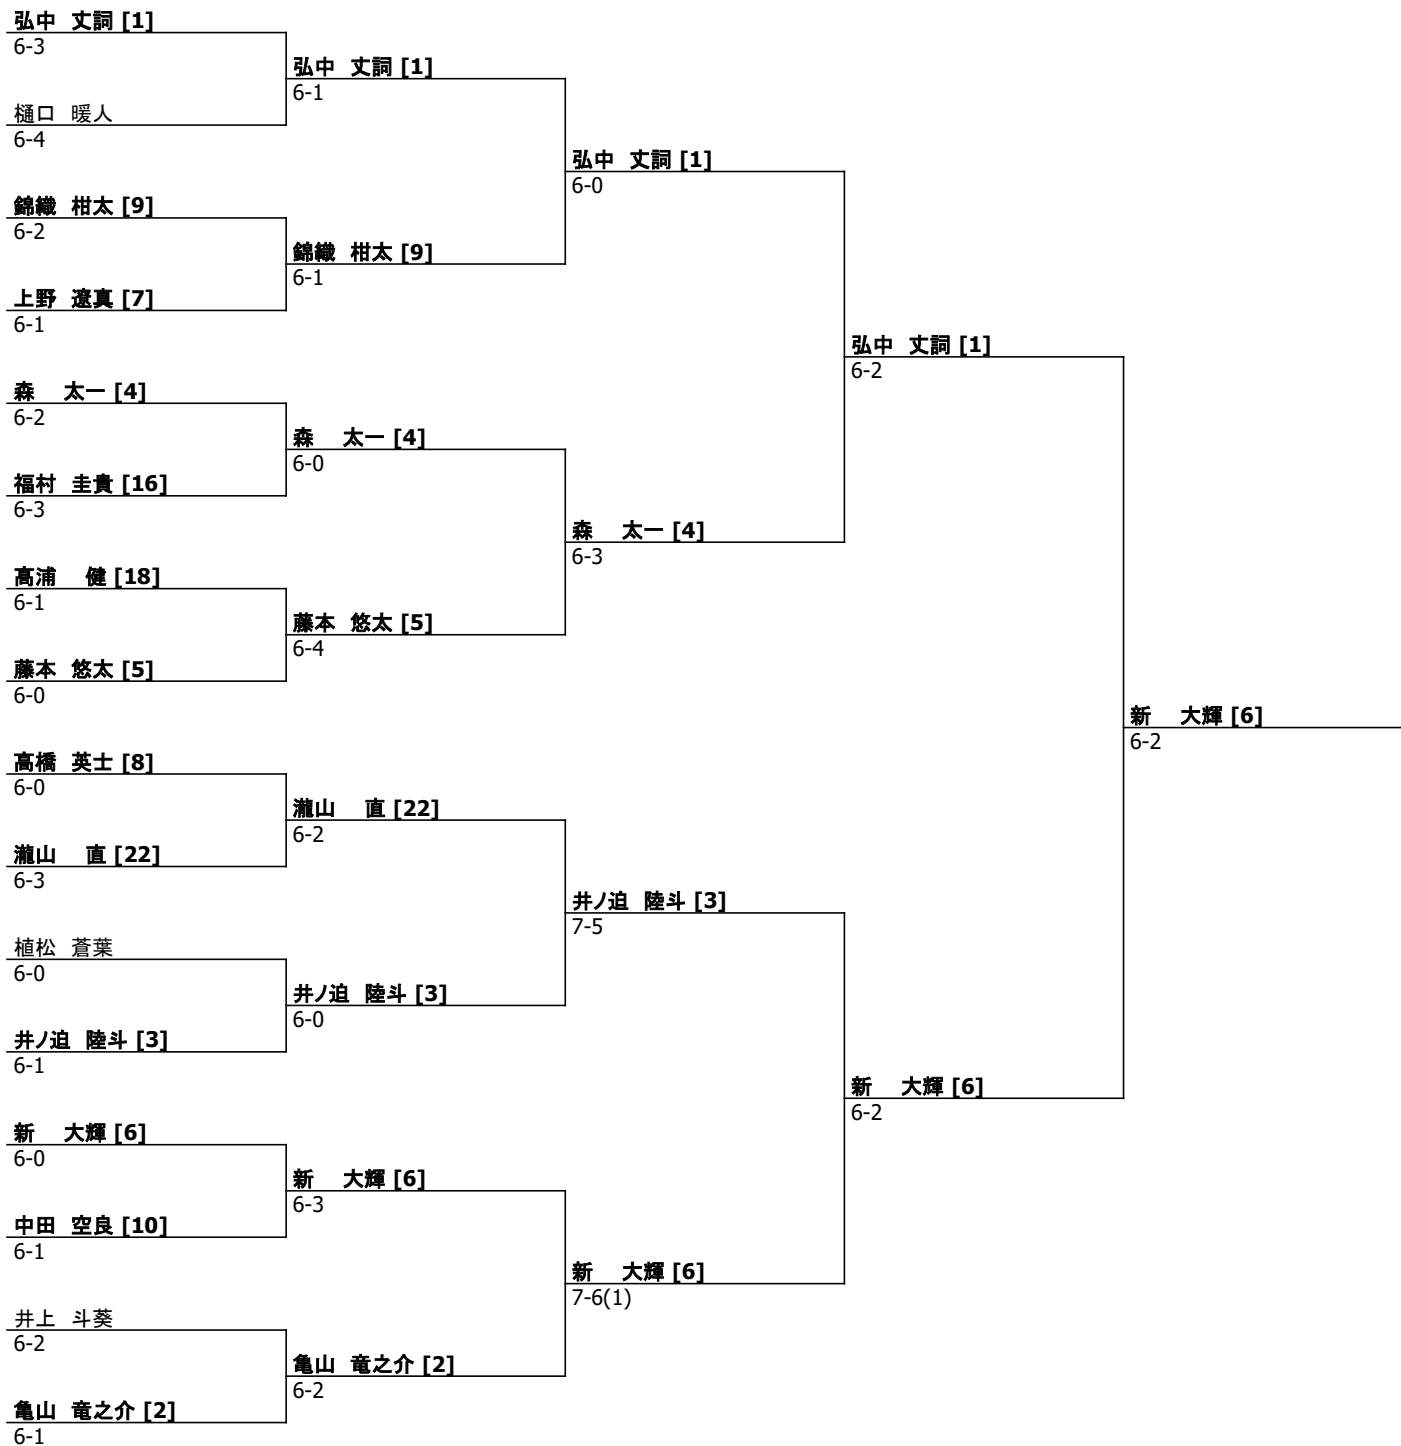 弘中 丈詞 [1]
6-3
弘中 丈詞 [1]
6-1
樋口 暖人
6-4
弘中 丈詞 [1]
6-0
錦織 柑太 [9]
6-2
錦織 柑太 [9]
6-1
上野 遼真 [7]
6-1
弘中 丈詞 [1]
6-2
森 太一 [4]
6-2
森 太一 [4]
6-0
福村 圭貴 [16]
6-3
森 太一 [4]
6-3
高浦 健 [18]
6-1
藤本 悠太 [5]
6-4
藤本 悠太 [5]
6-0
新 大輝 [6]
6-2
高橋 英士 [8]
6-0
瀧山 直 [22]
6-2
瀧山 直 [22]
6-3
井ノ迫 陸斗 [3]
7-5
植松 蒼葉
6-0
井ノ迫 陸斗 [3]
6-0
井ノ迫 陸斗 [3]
6-1
新 大輝 [6]
6-2
新 大輝 [6]
6-0
新 大輝 [6]
6-3
中田 空良 [10]
6-1
新 大輝 [6]
7-6(1)
井上 斗葵
6-2
亀山 竜之介 [2]
6-2
亀山 竜之介 [2]
6-1